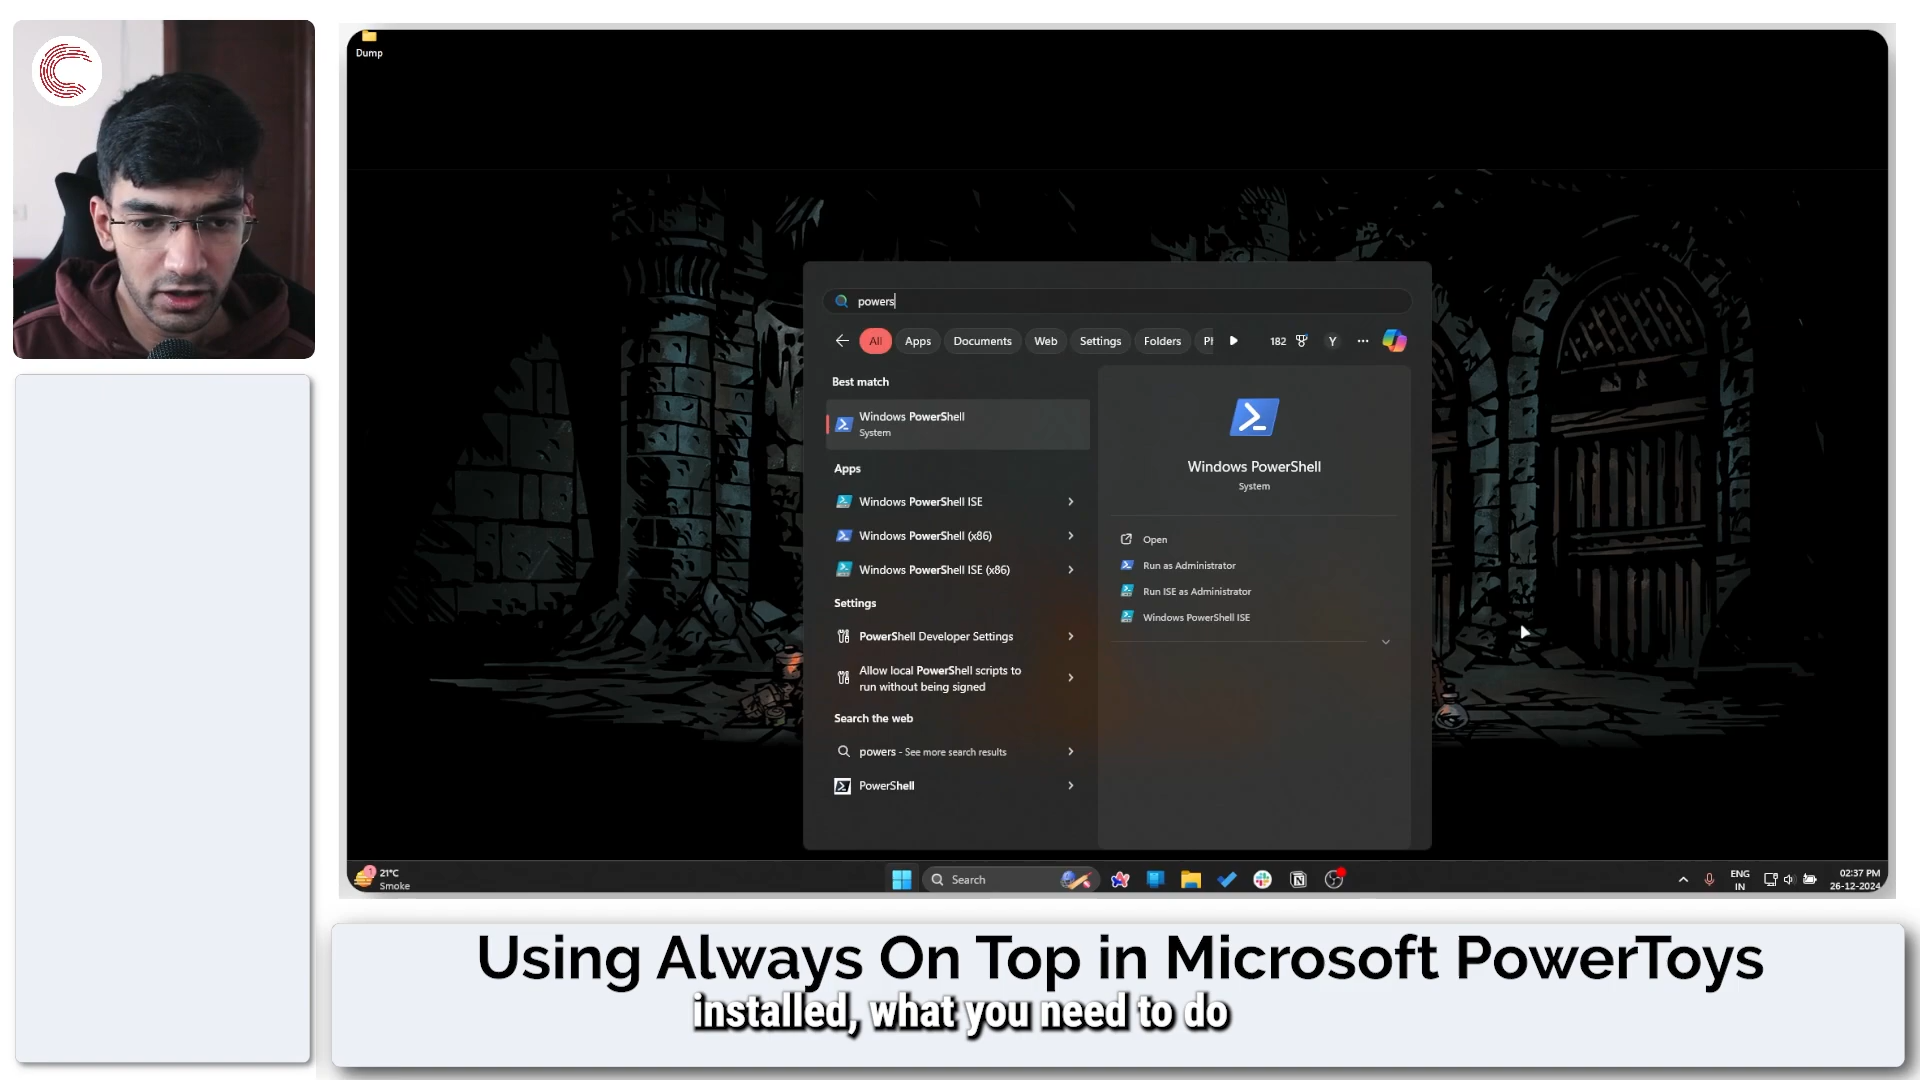 Dump
powers
All
Apps
Documents
Web
Settings
Folders
182
Y
Best match
Windows PowerShell
System
Apps
Windows PowerShell ISE
Windows PowerShell (x86)
Windows PowerShell ISE (x86)
Settings
PowerShell Developer Settings
Allow local PowerShell scripts to
run without being signed
Search the web
powers - See more search results
PowerShell
Windows PowerShell
System
Open
Run as Administrator
Run ISE as Administrator
Windows PowerShell ISE
1
21°C
Smoke
Search
ENG
IN
02:37 PM
26-12-2024
Using Always On Top in Microsoft PowerToys
installed, what you need to do